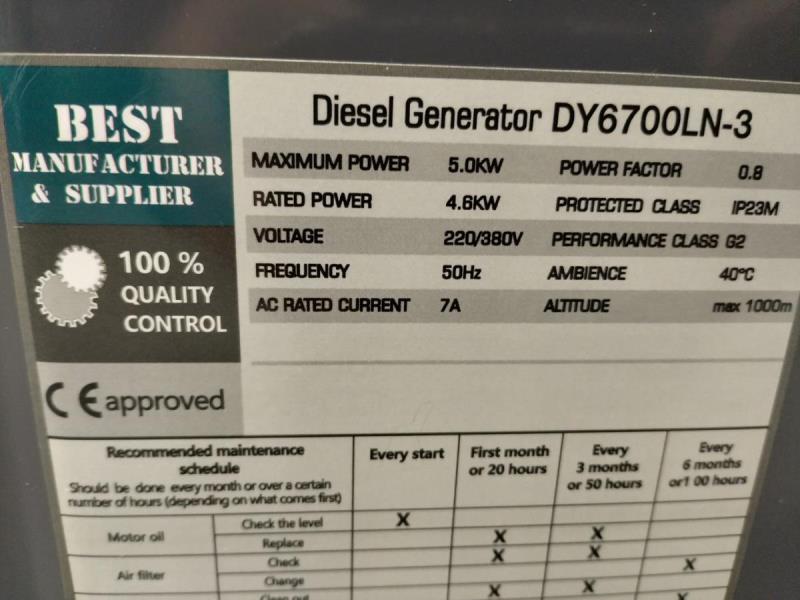 BEST
MANUFACTURER
& SUPPLIER
100 %
QUALITY
CONTROL
CE approved
Diesel Generator DY6700LN-3
MAXIMUM POWER 5.0KW POWER FACTOR 0.8
RATED POWER 4.6KW PROTECTED CLASS IP23M
VOLTAGE 220/380V PERFORMANCE CLASS G2
FREQUENCY 50Hz AMBIENCE 40°C
AC RATED CURRENT 7A ALTITUDE max 1000m
Recommended maintenance
schedule
Should be done every month or over a certain
number of hours (depending on what comes first)
Every start
First month
or 20 hours
Every
3 months
or 50 hours
Every
6 months
or1 00 hours
Motor oil
Check the level X
Replace X X
Air filter
Check X X X
Change
Clean out X X X